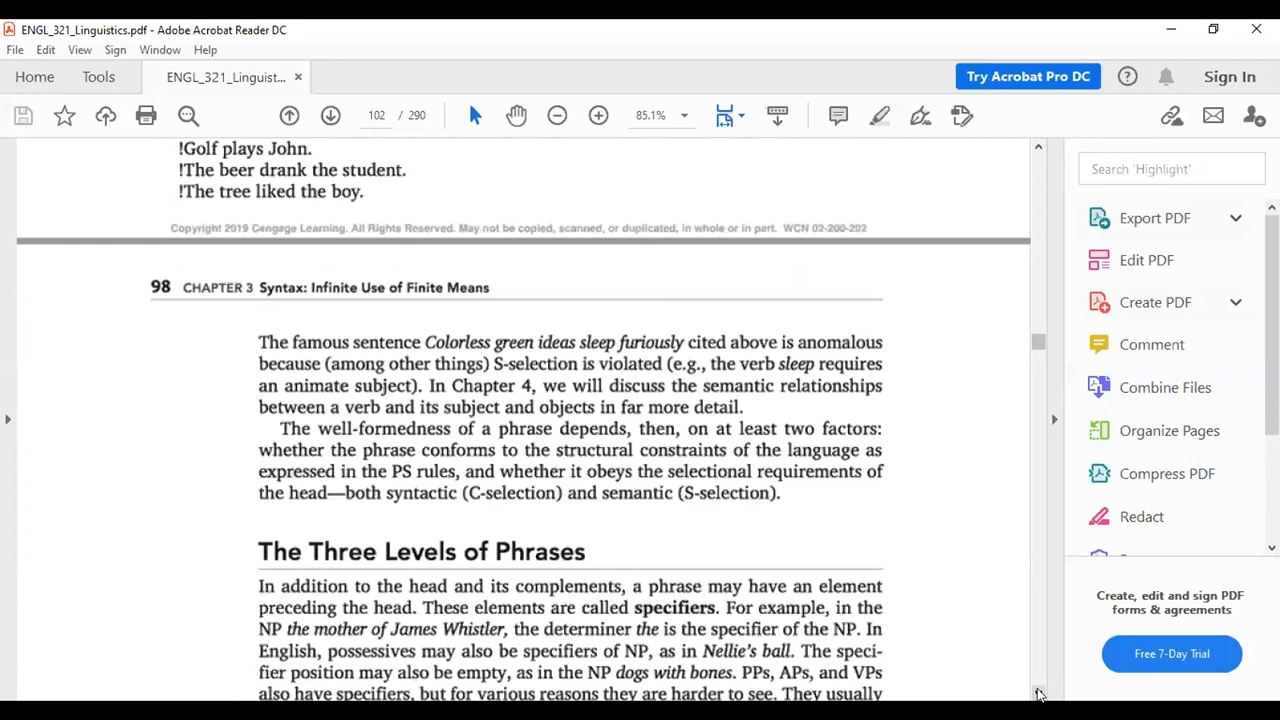 ENGL_321_Linguistics.pdf - Adobe Acrobat Reader DC
File Edit View Sign Window Help
Home Tools ENGL_321_Linguist... Try Acrobat Pro DC Sign In
102 / 290 85.1%
!Golf plays John.
!The beer drank the student.
!The tree liked the boy.
Copyright 2019 Cengage Learning. All Rights Reserved. May not be copied, scanned, or duplicated, in whole or in part. WCN 02-200-202
98 CHAPTER 3 Syntax: Infinite Use of Finite Means
The famous sentence Colorless green ideas sleep furiously cited above is anomalous
because (among other things) S-selection is violated (e.g., the verb sleep requires
an animate subject). In Chapter 4, we will discuss the semantic relationships
between a verb and its subject and objects in far more detail.
The well-formedness of a phrase depends, then, on at least two factors:
whether the phrase conforms to the structural constraints of the language as
expressed in the PS rules, and whether it obeys the selectional requirements of
the head—both syntactic (C-selection) and semantic (S-selection).
The Three Levels of Phrases
In addition to the head and its complements, a phrase may have an element
preceding the head. These elements are called specifiers. For example, in the
NP the mother of James Whistler, the determiner the is the specifier of the NP. In
English, possessives may also be specifiers of NP, as in Nellie's ball. The speci-
fier position may also be empty, as in the NP dogs with bones. PPs, APs, and VPs
also have specifiers, but for various reasons they are harder to see. They usually
Search 'Highlight'
Export PDF
Edit PDF
Create PDF
Comment
Combine Files
Organize Pages
Compress PDF
Redact
Create, edit and sign PDF
forms & agreements
Free 7-Day Trial